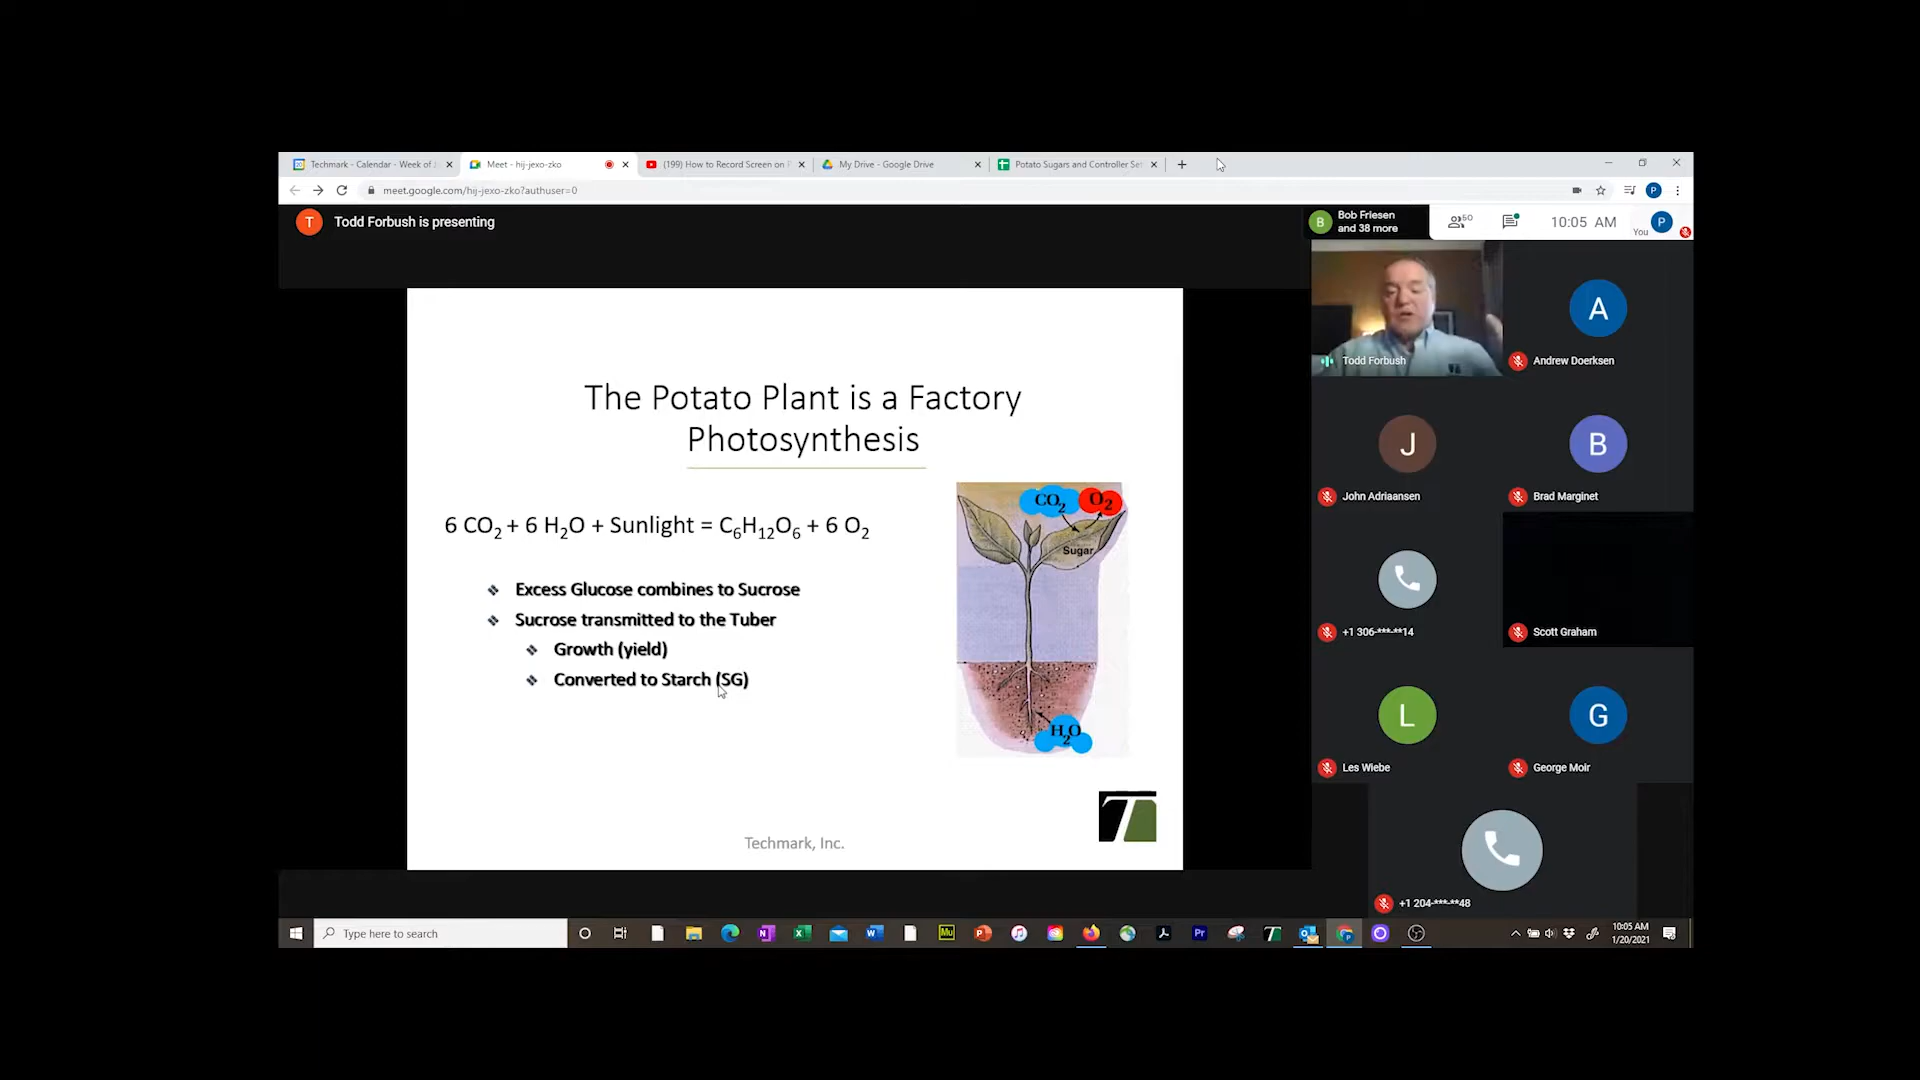 Techmark - Calendar - Week of J
Meet - hij-jexo-zko
(199) How to Record Screen on P
My Drive - Google Drive
Potato Sugars and Controller Set
meet.google.com/hij-jexo-zko?authuser=0
T
Todd Forbush is presenting
B
Bob Friesen
and 38 more
50
10:05 AM
You
P
Todd Forbush
A
Andrew Doerksen
The Potato Plant is a Factory
Photosynthesis
J
John Adriaansen
B
Brad Marginet
6 CO2 + 6 H2O + Sunlight = C6H12O6 + 6 O2
CO2
O2
Sugar
H2O
Excess Glucose combines to Sucrose
Sucrose transmitted to the Tuber
Growth (yield)
Converted to Starch (SG)
+1 306-***-**14
Scott Graham
L
Les Wiebe
G
George Moir
T
Techmark, Inc.
+1 204-***-**48
Type here to search
10:05 AM
1/20/2021